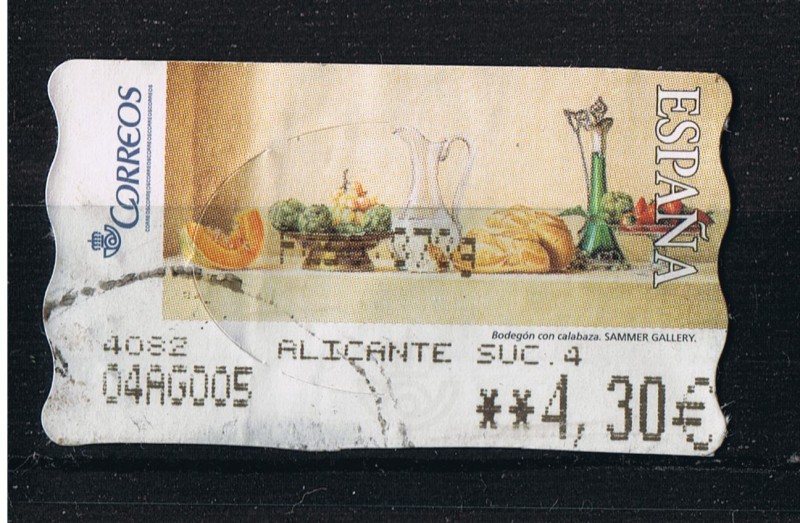 CORREOS
ESPAÑA
Bodegón con calabaza. SAMMER GALLERY.
4082 ALICANTE SUC.4
04AGO05 **4,30€